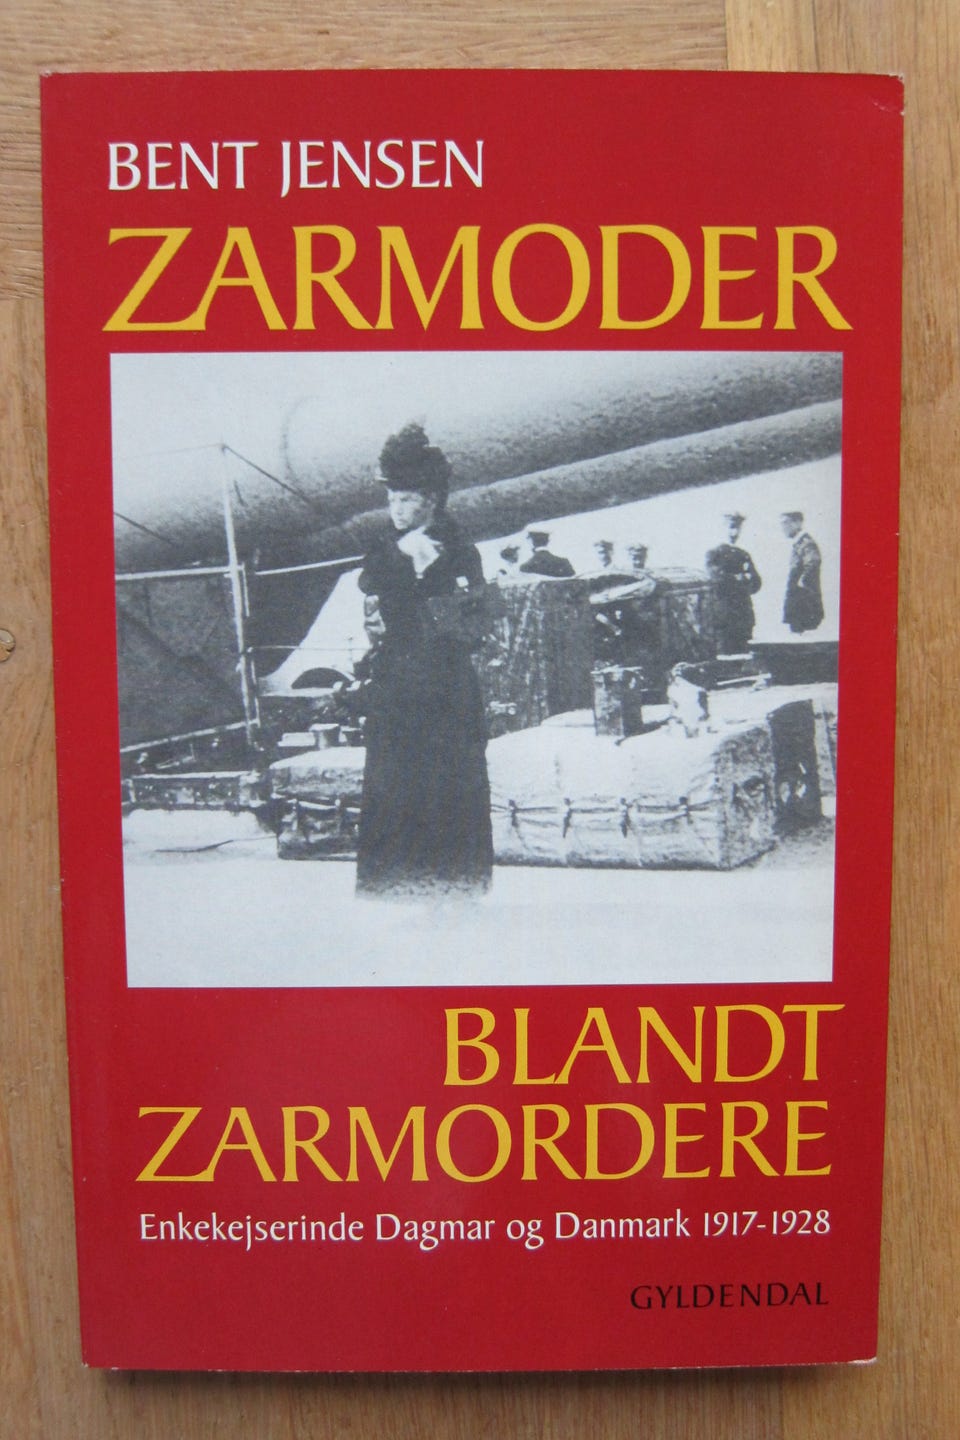 BENT JENSEN
ZARMODER
BLANDT
ZARMORDERE
Enkekejserinde Dagmar og Danmark 1917-1928
GYLDENDAL